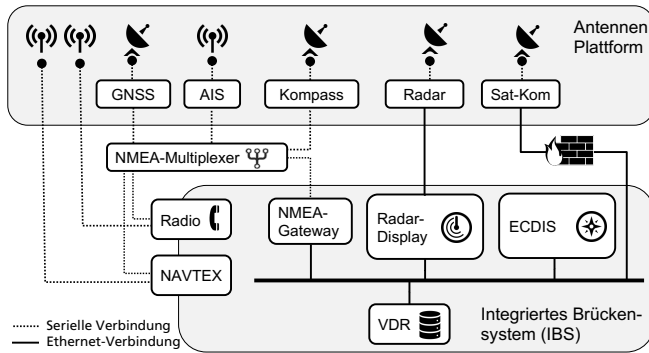 Antennen
Plattform
GNSS
AIS
Kompass
Radar
Sat-Kom
NMEA-Multiplexer
Radio
NMEA-
Gateway
Radar-
Display
ECDIS
NAVTEX
VDR
Integriertes Brücken-
system (IBS)
Serielle Verbindung
Ethernet-Verbindung